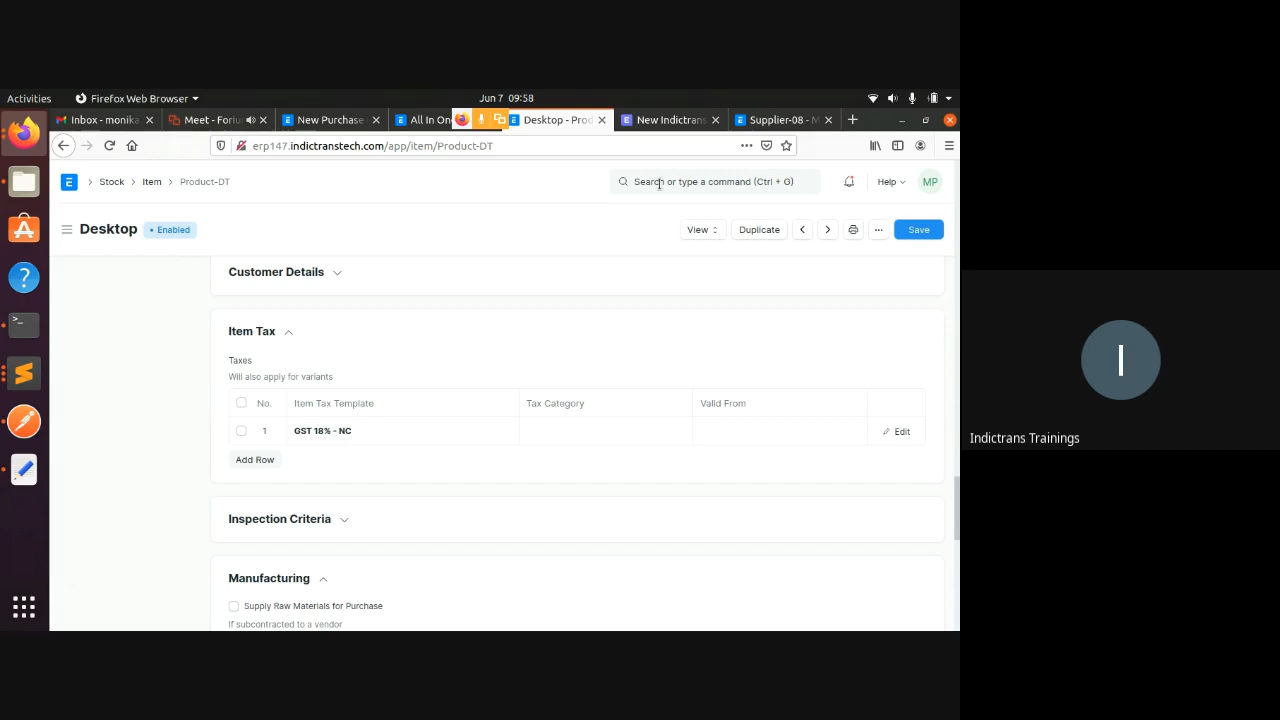 Activities
Firefox Web Browser
Jun 7 09:58
Inbox - monika
Meet - Foriu
New Purchase
All In On
Desktop - Pro
New Indictrans
Supplier-08 - M
erp147.indictranstech.com/app/item/Product-DT
Stock
Item
Product-DT
Search or type a command (Ctrl + G)
Help
MP
Desktop
Enabled
View
Duplicate
Save
Customer Details
Item Tax
Taxes
Will also apply for variants
No.
Item Tax Template
Tax Category
Valid From
1
GST 18% - NC
Edit
Add Row
Inspection Criteria
Manufacturing
Supply Raw Materials for Purchase
If subcontracted to a vendor
I
Indictrans Trainings